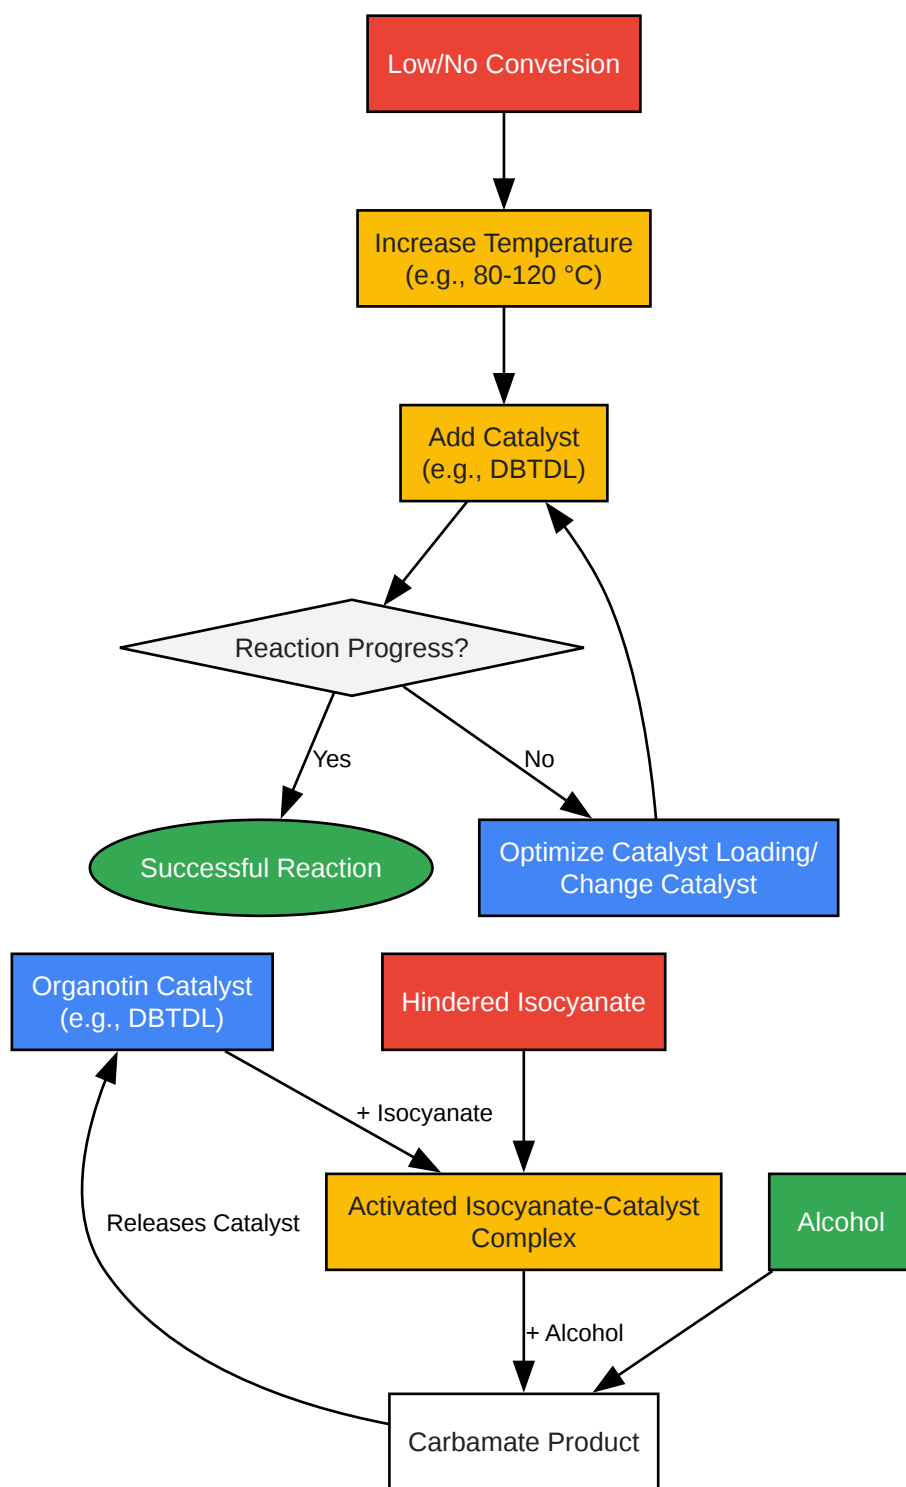 Low/No Conversion
Increase Temperature
(e.g., 80-120 °C)
Add Catalyst
(e.g., DBTDL)
Reaction Progress?
Yes
No
Successful Reaction
Optimize Catalyst Loading/
Change Catalyst
Organotin Catalyst
(e.g., DBTDL)
Hindered Isocyanate
+ Isocyanate
Activated Isocyanate-Catalyst
Complex
Alcohol
Releases Catalyst
+ Alcohol
Carbamate Product